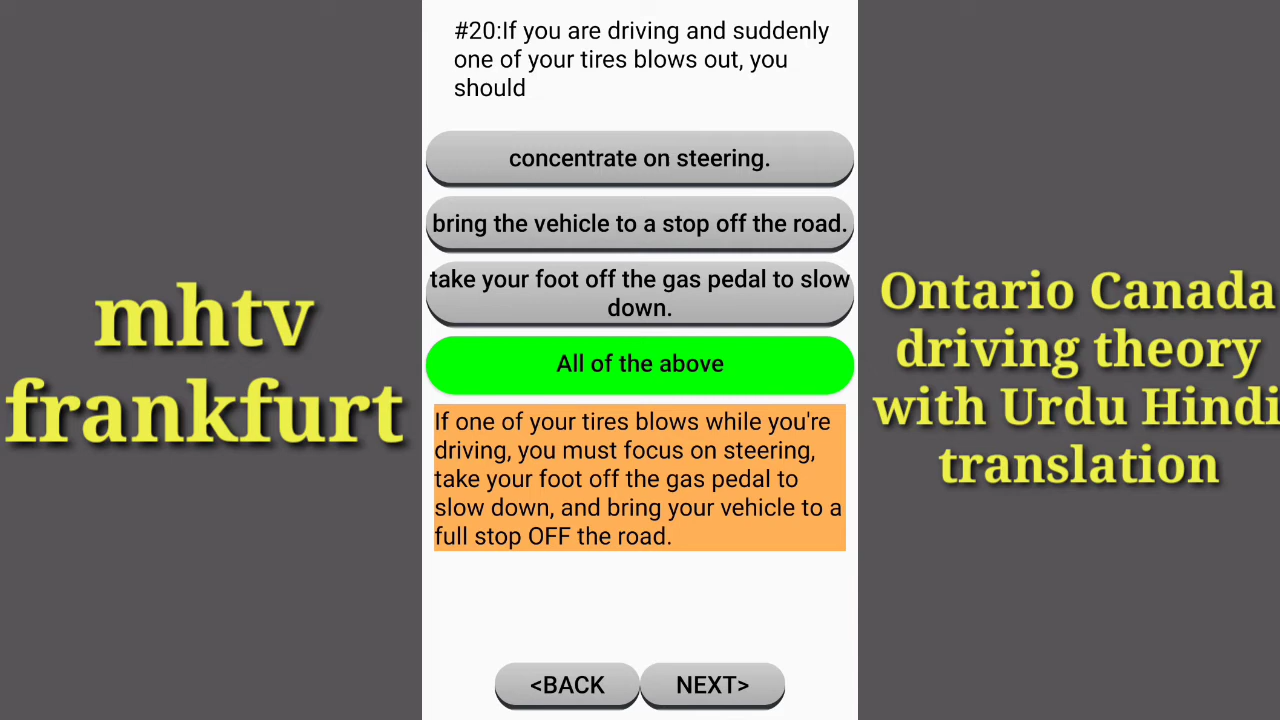 #20:If you are driving and suddenly
one of your tires blows out, you
should
concentrate on steering.
bring the vehicle to a stop off the road.
take your foot off the gas pedal to slow
down.
All of the above
If one of your tires blows while you're
driving, you must focus on steering,
take your foot off the gas pedal to
slow down, and bring your vehicle to a
full stop OFF the road.
<BACK
NEXT>
mhtv
frankfurt
Ontario Canada
driving theory
with Urdu Hindi
translation